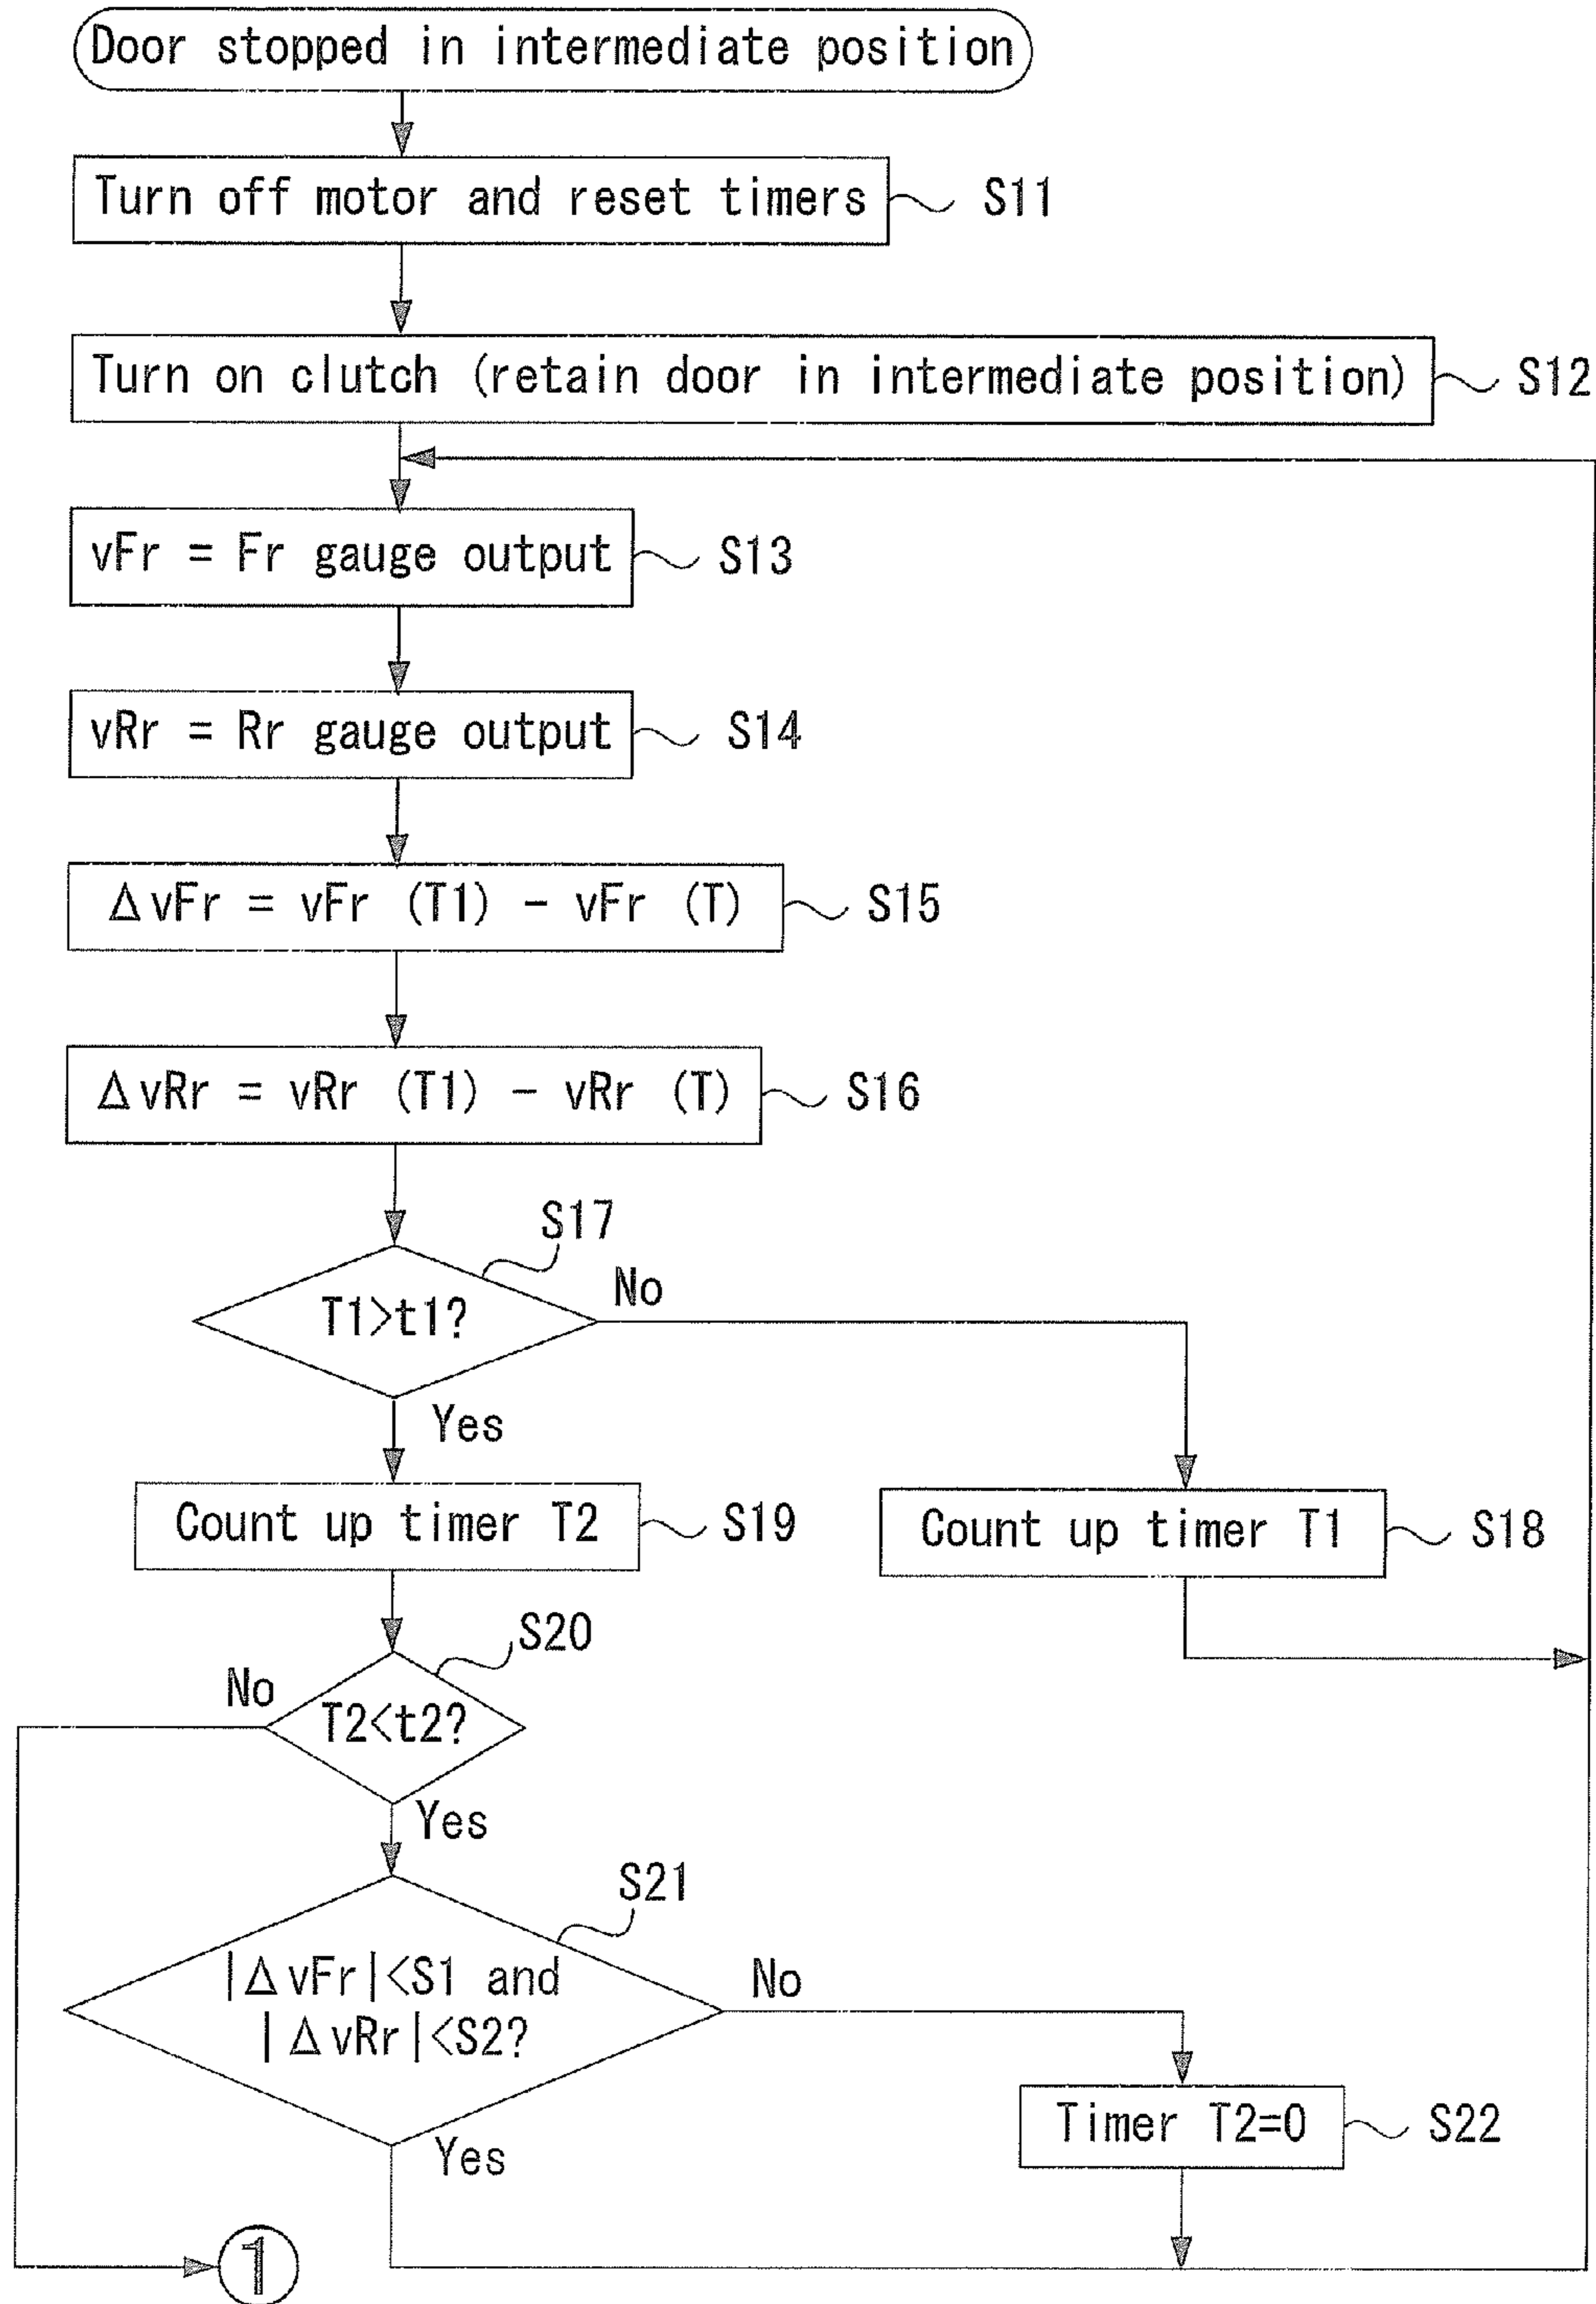 Door stopped in intermediate position
Turn off motor and reset timers
S11
Turn on clutch (retain door in intermediate position)
S12
vFr = Fr gauge output
S13
vRr = Rr gauge output
S14
ΔvFr = vFr (T1) - vFr (T)
S15
ΔvRr = vRr (T1) - vRr (T)
S16
S17
T1>t1?
No
Yes
Count up timer T2
S19
Count up timer T1
S18
S20
No
T2<t2?
Yes
S21
|ΔvFr|<S1 and
|ΔvRr|<S2?
No
Timer T2=0
S22
Yes
1